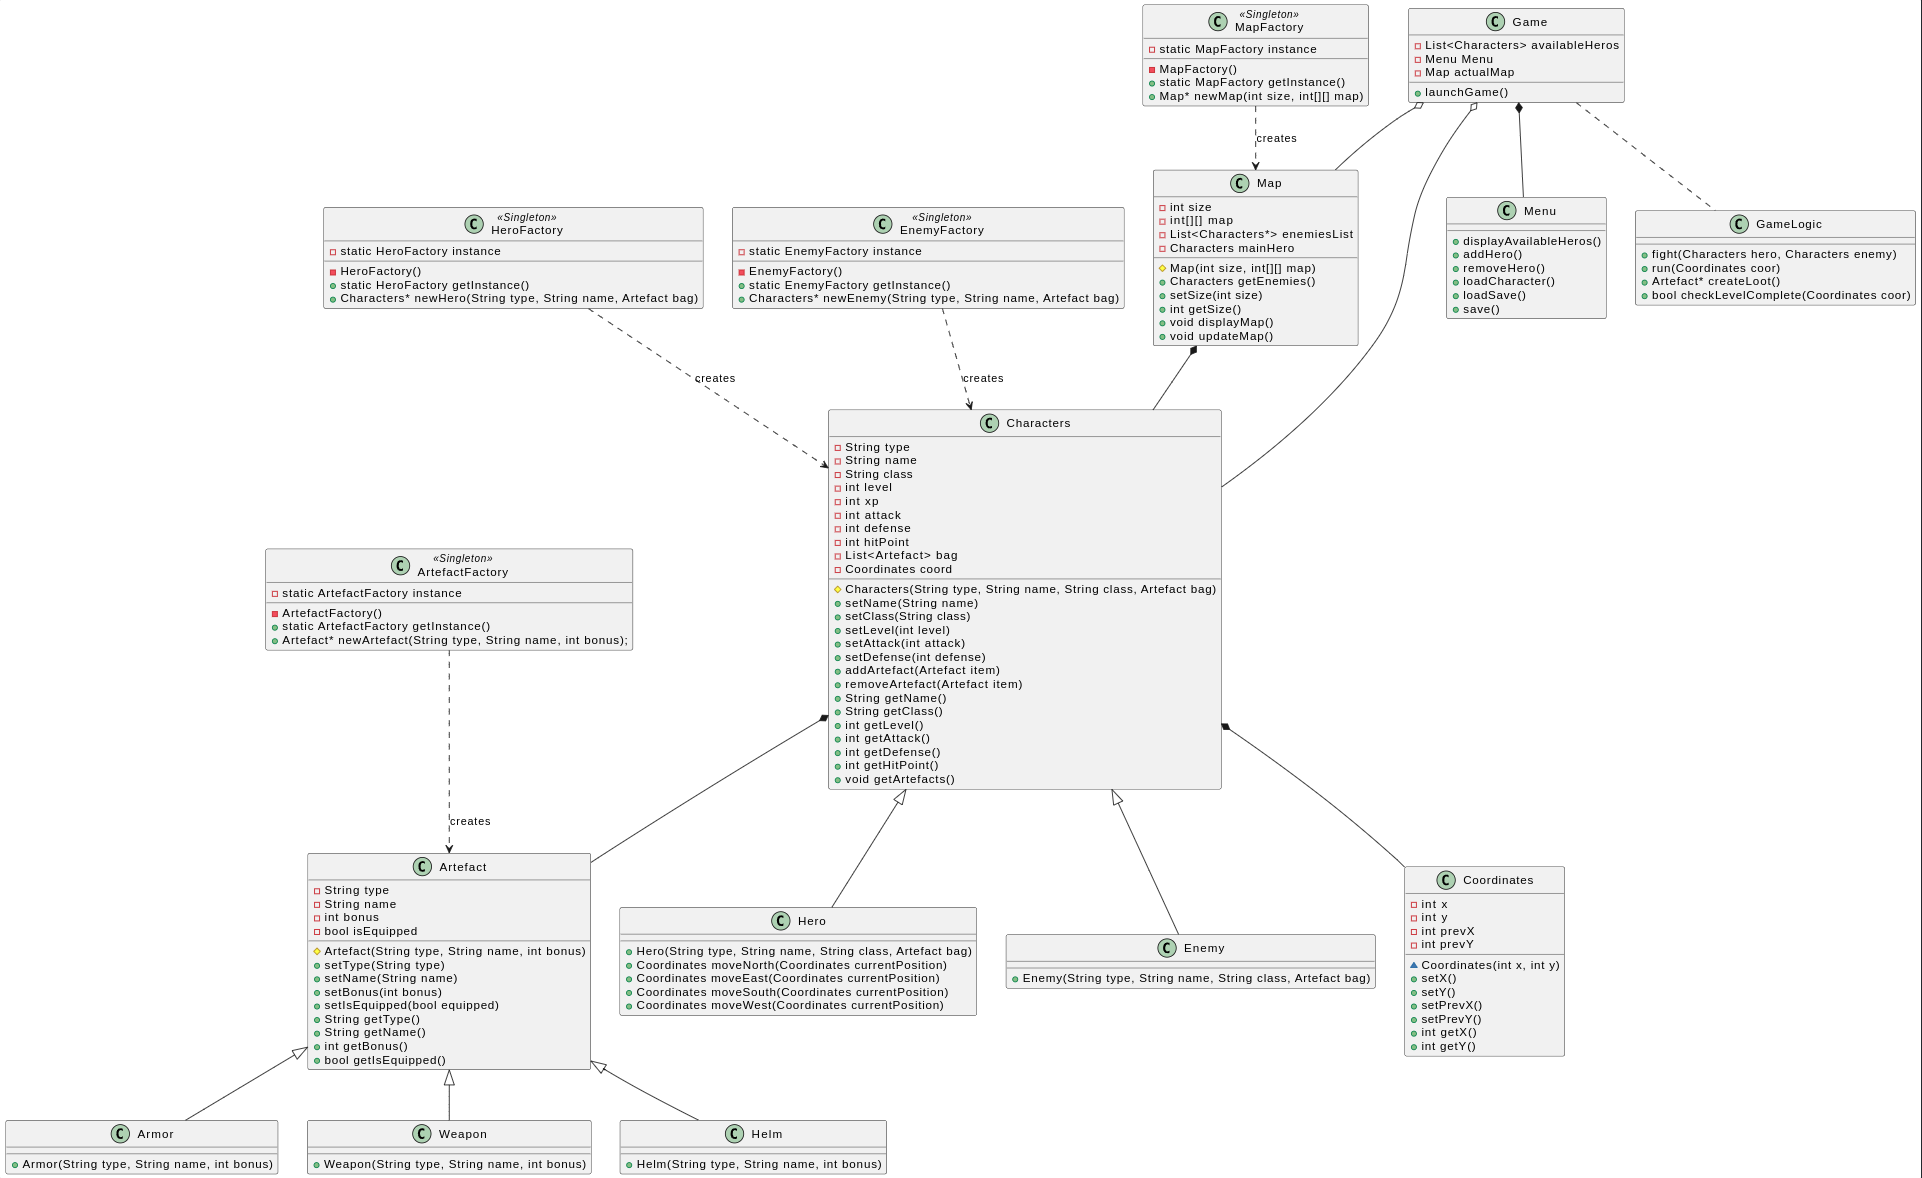 «Singleton»
MapFactory
static MapFactory instance
MapFactory()
static MapFactory getInstance()
Map* newMap(int size, int[][] map)
Game
List<Characters> availableHeros
Menu Menu
Map actualMap
launchGame()
creates
Map
int size
int[][] map
List<Characters*> enemiesList
Characters mainHero
Map(int size, int[][] map)
Characters getEnemies()
setSize(int size)
int getSize()
void displayMap()
void updateMap()
Menu
displayAvailableHeros()
addHero()
removeHero()
loadCharacter()
loadSave()
save()
GameLogic
fight(Characters hero, Characters enemy)
run(Coordinates coor)
Artefact* createLoot()
bool checkLevelComplete(Coordinates coor)
«Singleton»
HeroFactory
static HeroFactory instance
HeroFactory()
static HeroFactory getInstance()
Characters* newHero(String type, String name, Artefact bag)
«Singleton»
EnemyFactory
static EnemyFactory instance
EnemyFactory()
static EnemyFactory getInstance()
Characters* newEnemy(String type, String name, Artefact bag)
creates
creates
Characters
String type
String name
String class
int level
int xp
int attack
int defense
int hitPoint
List<Artefact> bag
Coordinates coord
Characters(String type, String name, String class, Artefact bag)
setName(String name)
setClass(String class)
setLevel(int level)
setAttack(int attack)
setDefense(int defense)
addArtefact(Artefact item)
removeArtefact(Artefact item)
String getName()
String getClass()
int getLevel()
int getAttack()
int getDefense()
int getHitPoint()
void getArtefacts()
«Singleton»
ArtefactFactory
static ArtefactFactory instance
ArtefactFactory()
static ArtefactFactory getInstance()
Artefact* newArtefact(String type, String name, int bonus);
creates
Artefact
String type
String name
int bonus
bool isEquipped
Artefact(String type, String name, int bonus)
setType(String type)
setName(String name)
setBonus(int bonus)
setIsEquipped(bool equipped)
String getType()
String getName()
int getBonus()
bool getIsEquipped()
Hero
Hero(String type, String name, String class, Artefact bag)
Coordinates moveNorth(Coordinates currentPosition)
Coordinates moveEast(Coordinates currentPosition)
Coordinates moveSouth(Coordinates currentPosition)
Coordinates moveWest(Coordinates currentPosition)
Enemy
Enemy(String type, String name, String class, Artefact bag)
Coordinates
int x
int y
int prevX
int prevY
Coordinates(int x, int y)
setX()
setY()
setPrevX()
setPrevY()
int getX()
int getY()
Armor
Armor(String type, String name, int bonus)
Weapon
Weapon(String type, String name, int bonus)
Helm
Helm(String type, String name, int bonus)